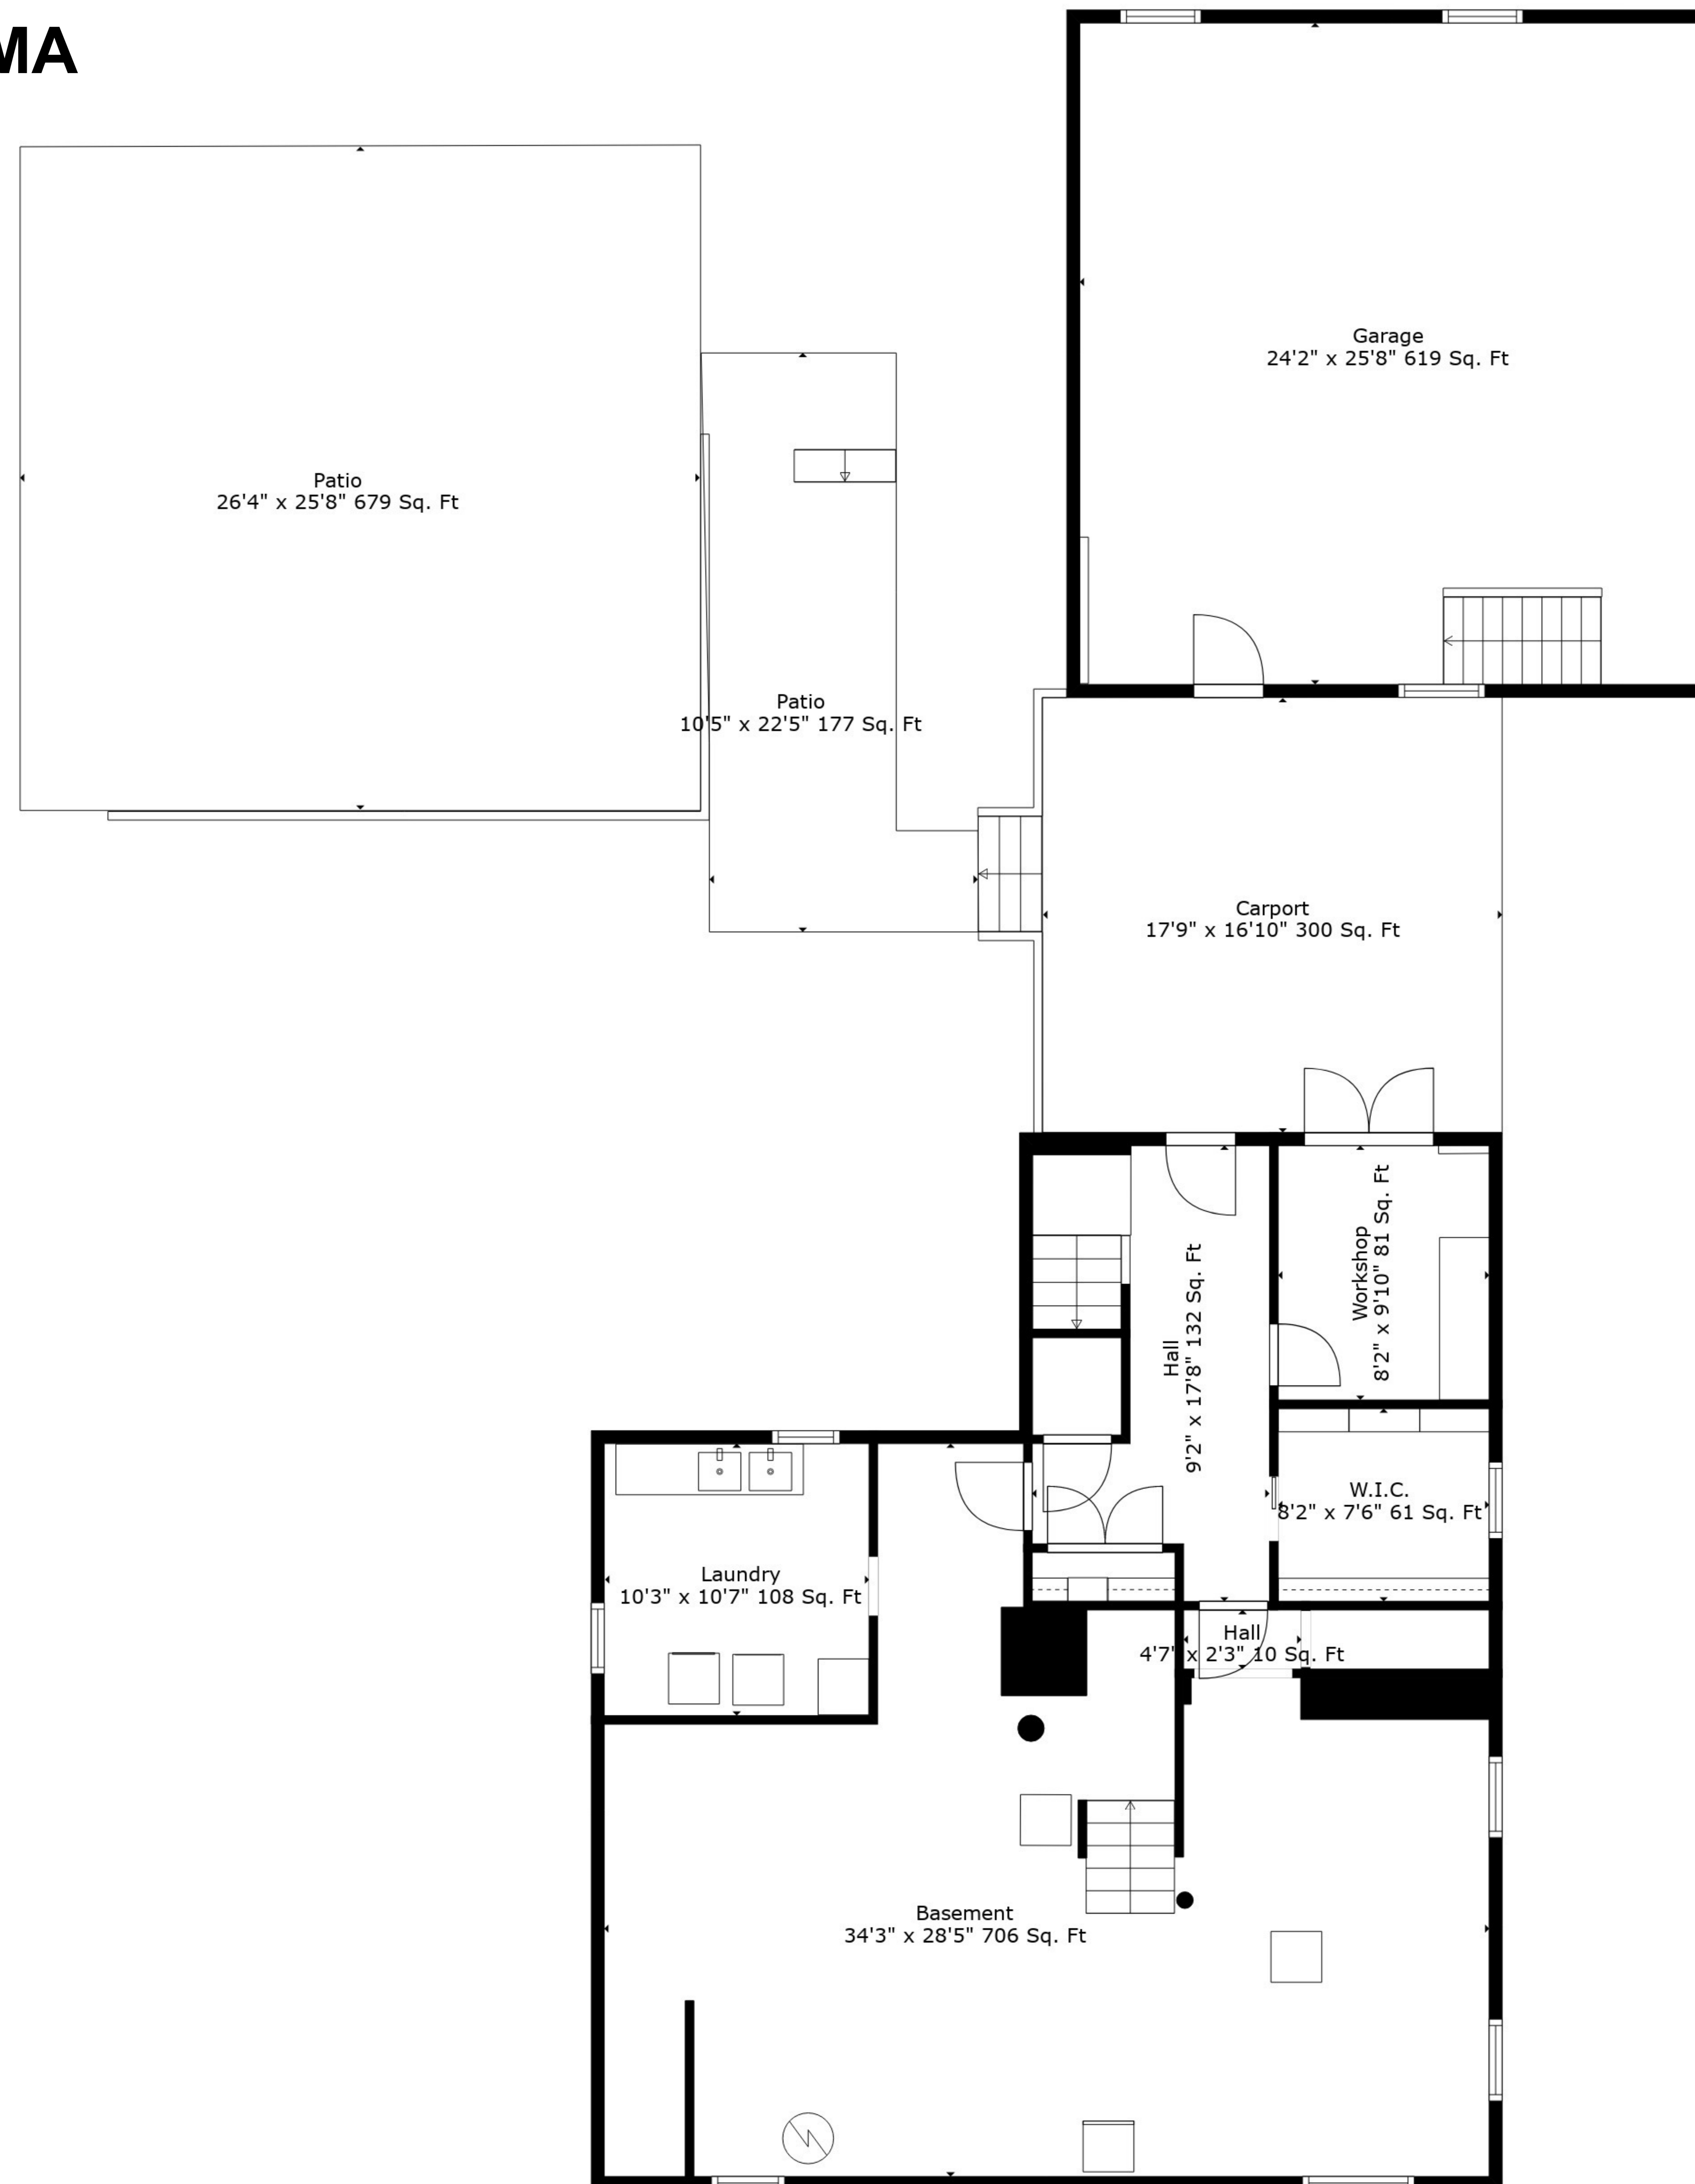 MA
Garage
24'2" x 25'8" 619 Sq. Ft
Patio
26'4" x 25'8" 679 Sq. Ft
Patio
10'5" x 22'5" 177 Sq. Ft
Carport
17'9" x 16'10" 300 Sq. Ft
Hall
9'2" x 17'8" 132 Sq. Ft
Workshop
8'2" x 9'10" 81 Sq. Ft
W.I.C.
8'2" x 7'6" 61 Sq. Ft
Laundry
10'3" x 10'7" 108 Sq. Ft
Hall
4'7" x 2'3" 10 Sq. Ft
Basement
34'3" x 28'5" 706 Sq. Ft